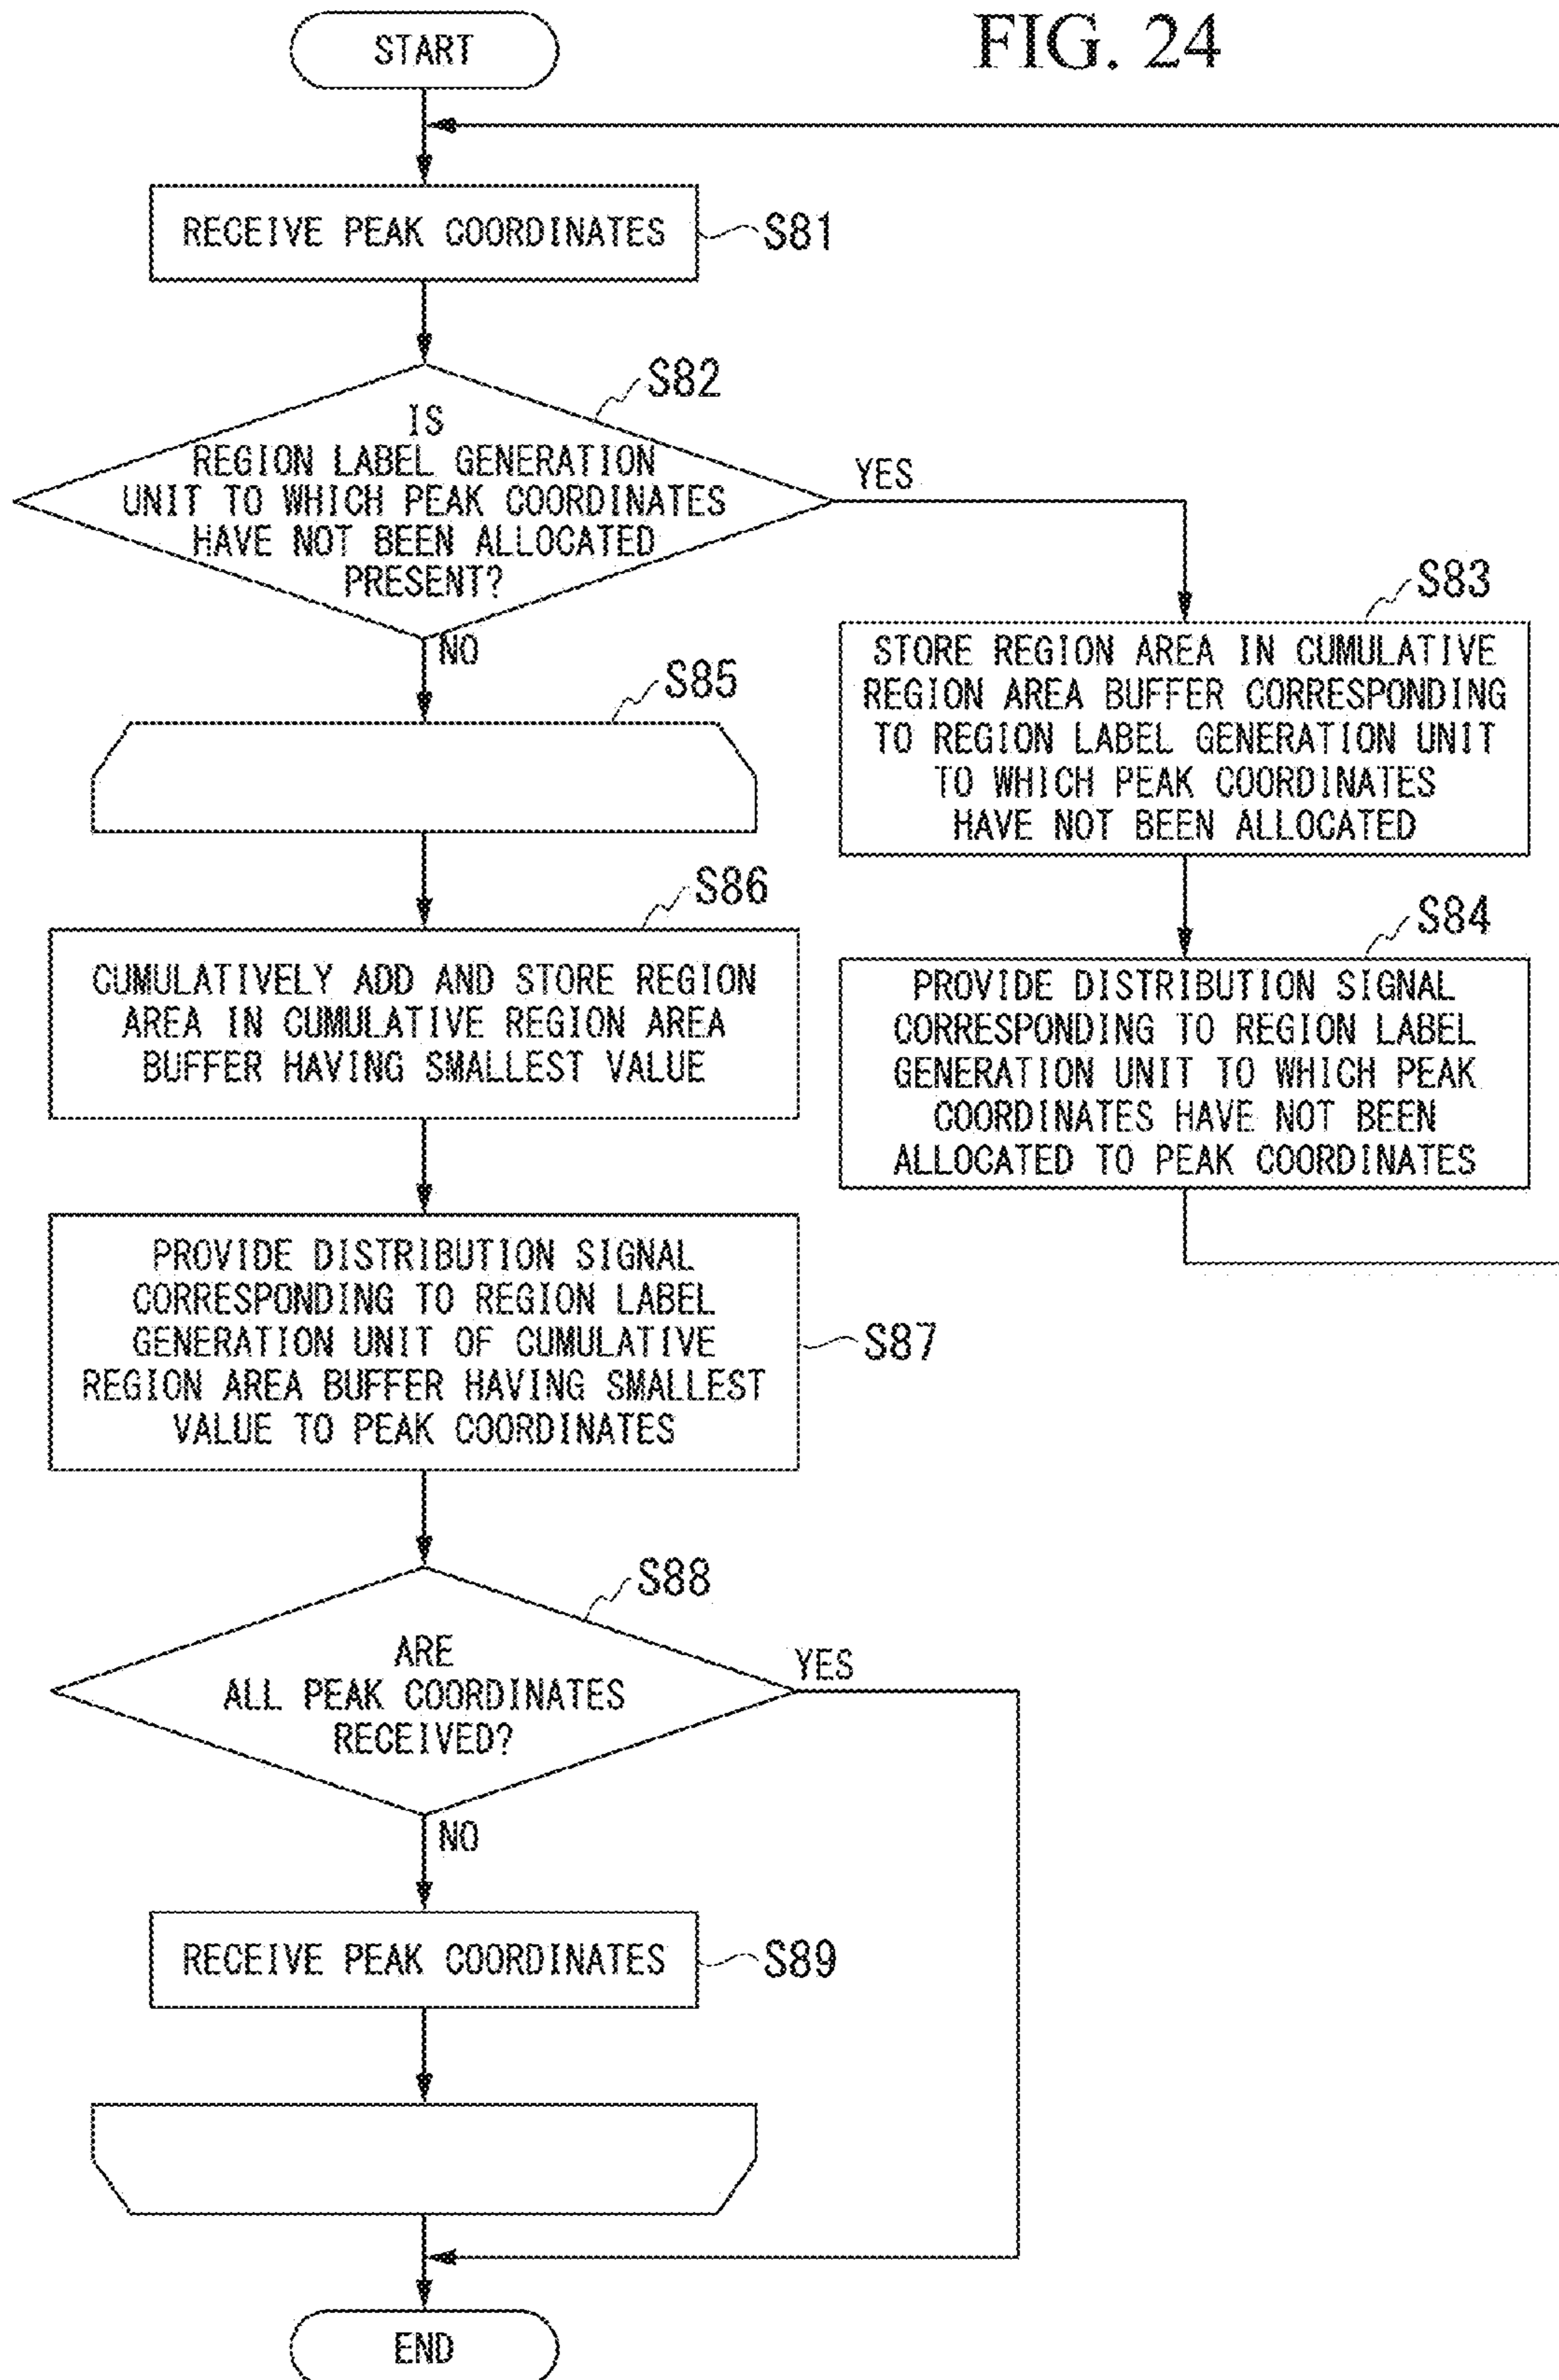 FIG. 24
START
RECEIVE PEAK COORDINATES
S81
S82
IS
REGION LABEL GENERATION
UNIT TO WHICH PEAK COORDINATES
HAVE NOT BEEN ALLOCATED
PRESENT?
YES
NO
S83
STORE REGION AREA IN CUMULATIVE
REGION AREA BUFFER CORRESPONDING
TO REGION LABEL GENERATION UNIT
TO WHICH PEAK COORDINATES
HAVE NOT BEEN ALLOCATED
S84
PROVIDE DISTRIBUTION SIGNAL
CORRESPONDING TO REGION LABEL
GENERATION UNIT TO WHICH PEAK
COORDINATES HAVE NOT BEEN
ALLOCATED TO PEAK COORDINATES
S85
S86
CUMULATIVELY ADD AND STORE REGION
AREA IN CUMULATIVE REGION AREA
BUFFER HAVING SMALLEST VALUE
PROVIDE DISTRIBUTION SIGNAL
CORRESPONDING TO REGION LABEL
GENERATION UNIT OF CUMULATIVE
REGION AREA BUFFER HAVING SMALLEST
VALUE TO PEAK COORDINATES
S87
S88
ARE
ALL PEAK COORDINATES
RECEIVED?
YES
NO
RECEIVE PEAK COORDINATES
S89
END